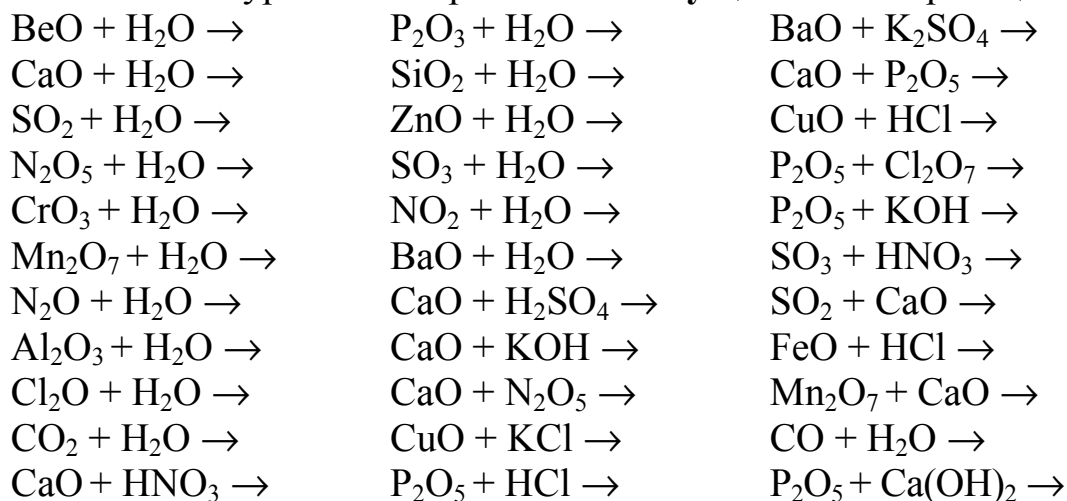 BeO + H₂O → P₂O₃ + H₂O → BaO + K₂SO₄ →
CaO + H₂O → SiO₂ + H₂O → CaO + P₂O₅ →
SO₂ + H₂O → ZnO + H₂O → CuO + HCl →
N₂O₅ + H₂O → SO₃ + H₂O → P₂O₅ + Cl₂O₇ →
CrO₃ + H₂O → NO₂ + H₂O → P₂O₅ + KOH →
Mn₂O₇ + H₂O → BaO + H₂O → SO₃ + HNO₃ →
N₂O + H₂O → CaO + H₂SO₄ → SO₂ + CaO →
Al₂O₃ + H₂O → CaO + KOH → FeO + HCl →
Cl₂O + H₂O → CaO + N₂O₅ → Mn₂O₇ + CaO →
CO₂ + H₂O → CuO + KCl → CO + H₂O →
CaO + HNO₃ → P₂O₅ + HCl → P₂O₅ + Ca(OH)₂ →